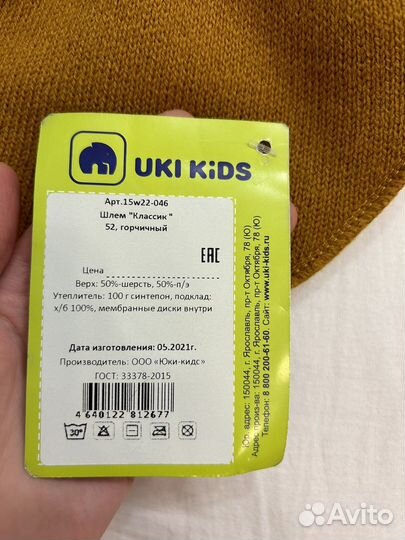 UKI KiDS
Арт.15w22-046
Шлем "Классик"
52, горчичный
EAC
Цена
Верх: 50%-шерсть, 50%-п/э
Утеплитель: 100 г синтепон, подклад:
х/б 100%, мембранные диски внутри
Дата изготовления: 05.2021г.
Производитель: ООО «Юки-кидс»
ГОСТ: 33378-2015
4 640122 812677
30°
Юр. адрес: 150044, г. Ярославль, пр-т Октября, 78 (Ю)
Адрес произ-ва: 150044, г. Ярославль, пр-т Октября, 78 (Ю)
Телефон: 8 800 200-61-60. Сайт: www.uki-kids.ru
Avito